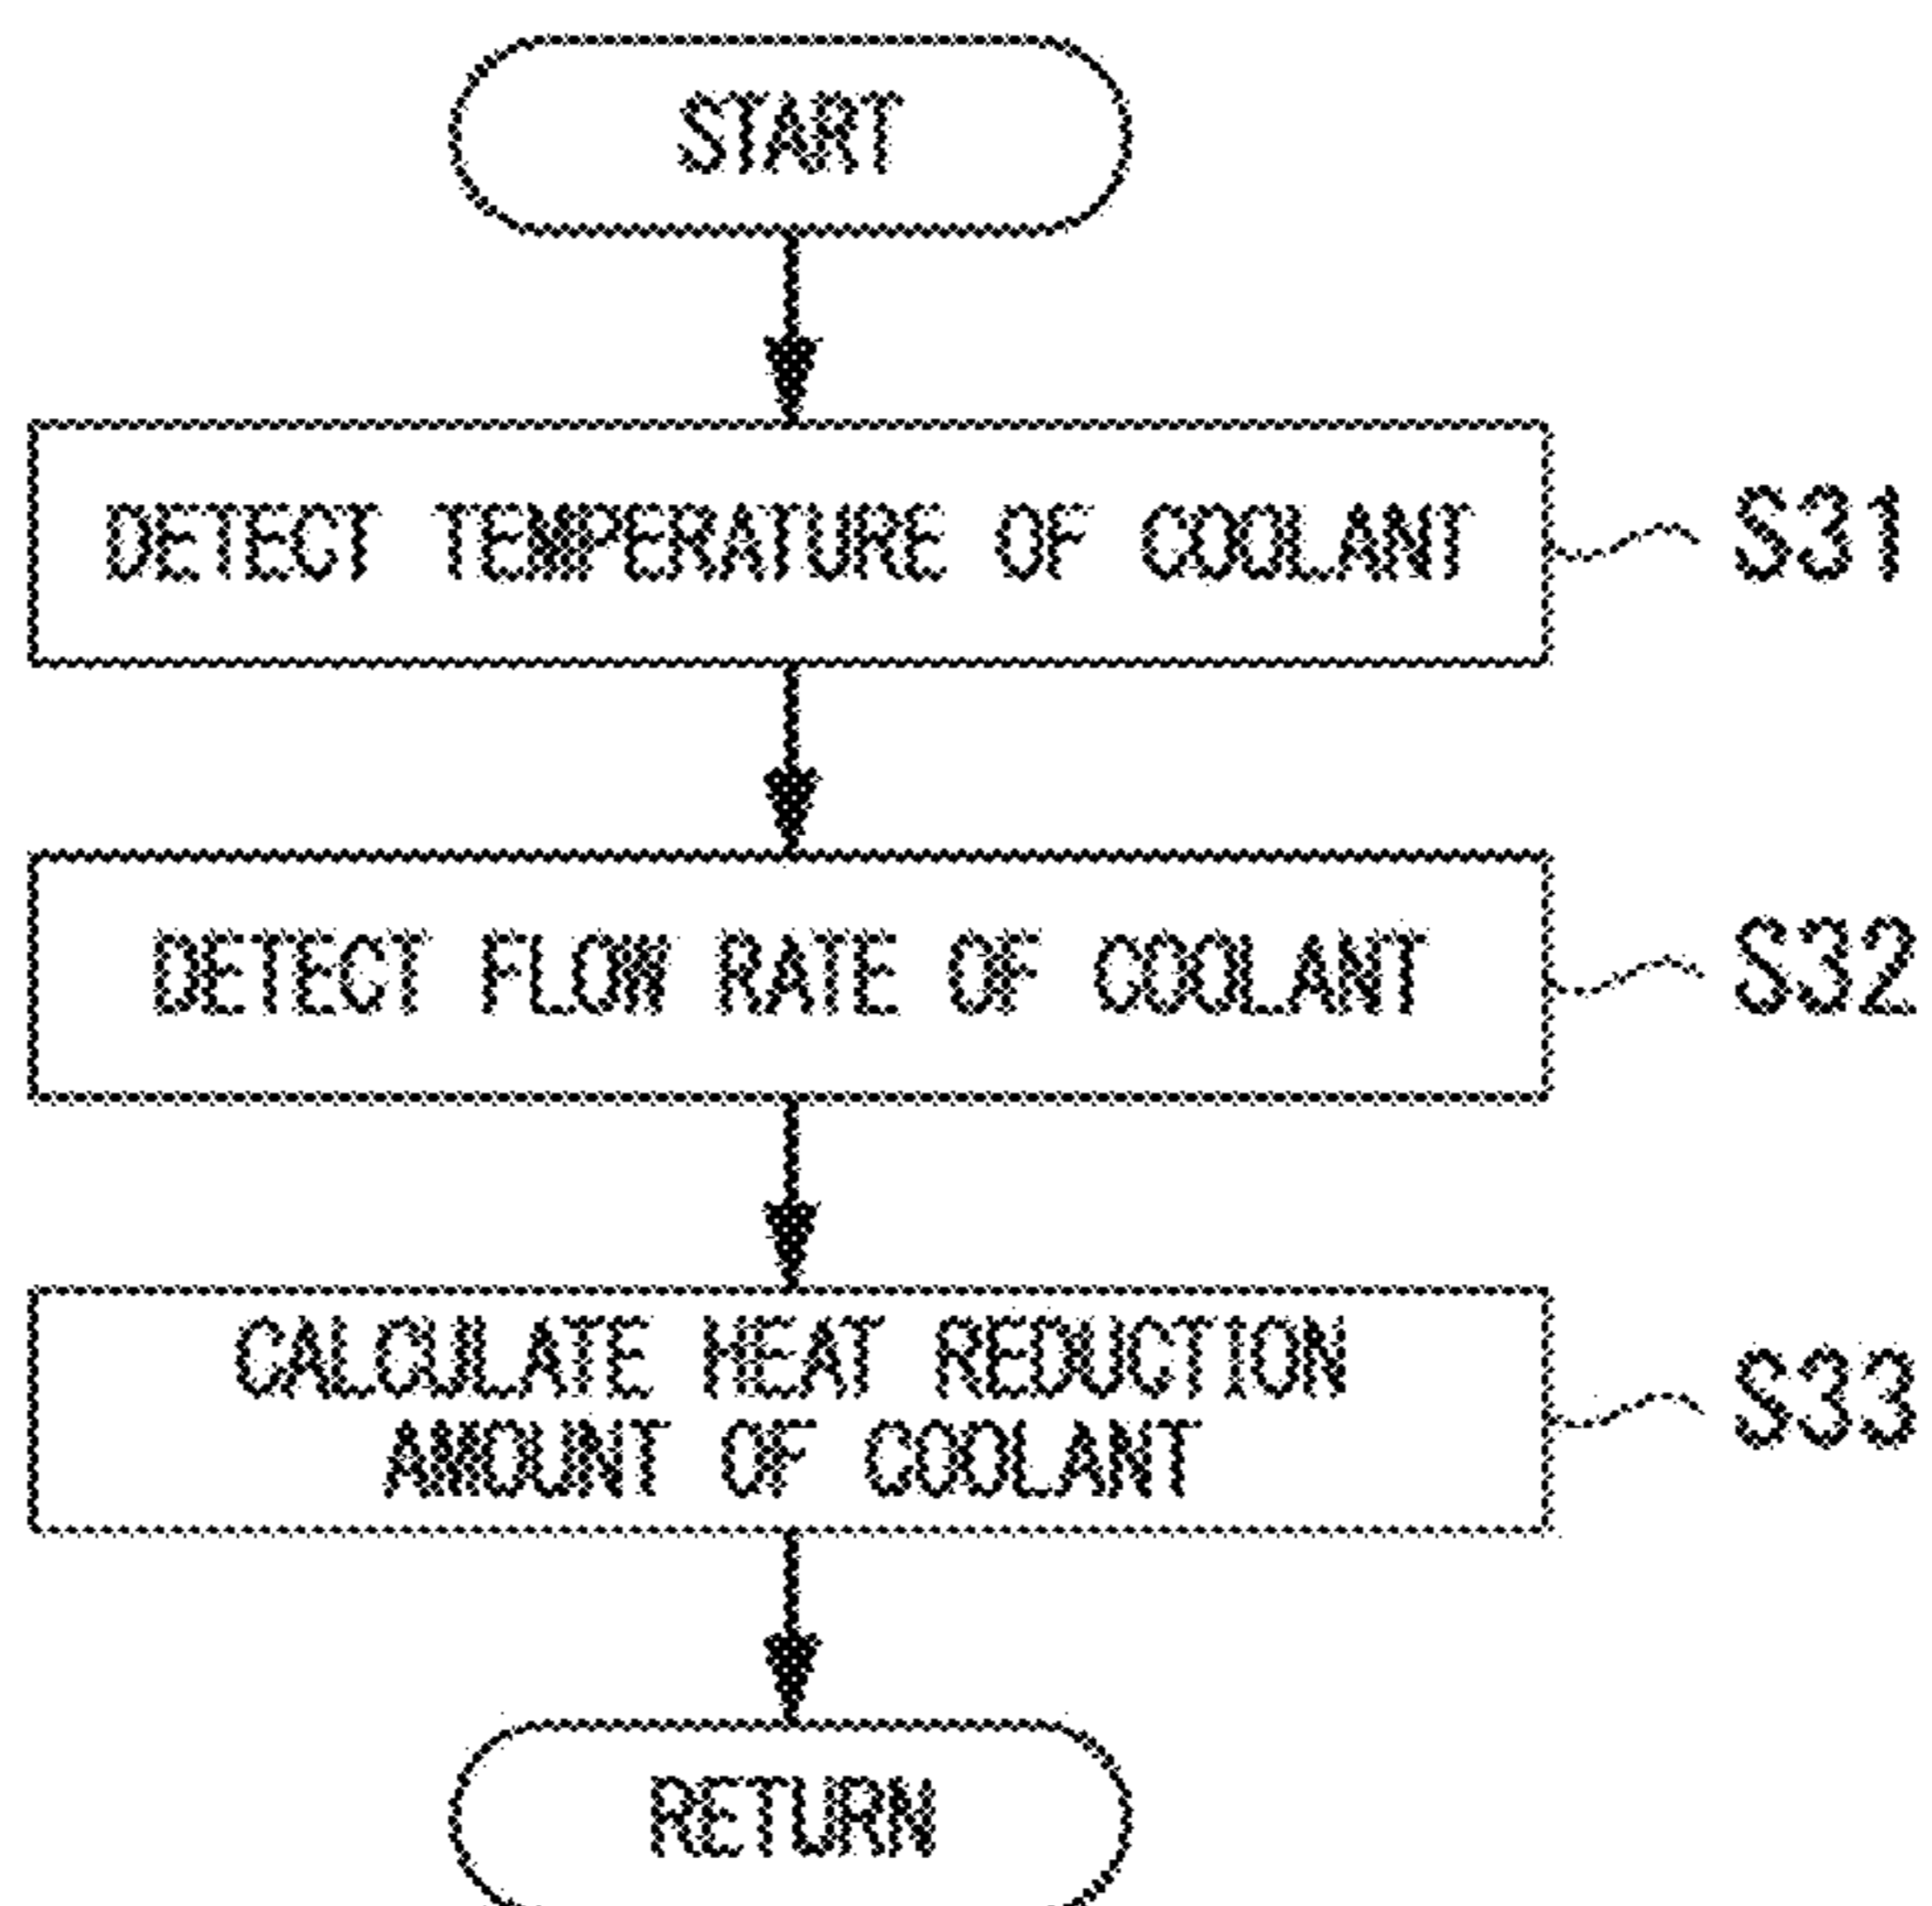 START
DETECT TEMPERATURE OF COOLANT
S31
DETECT FLOW RATE OF COOLANT
S32
CALCULATE HEAT REDUCTION
AMOUNT OF COOLANT
S33
RETURN